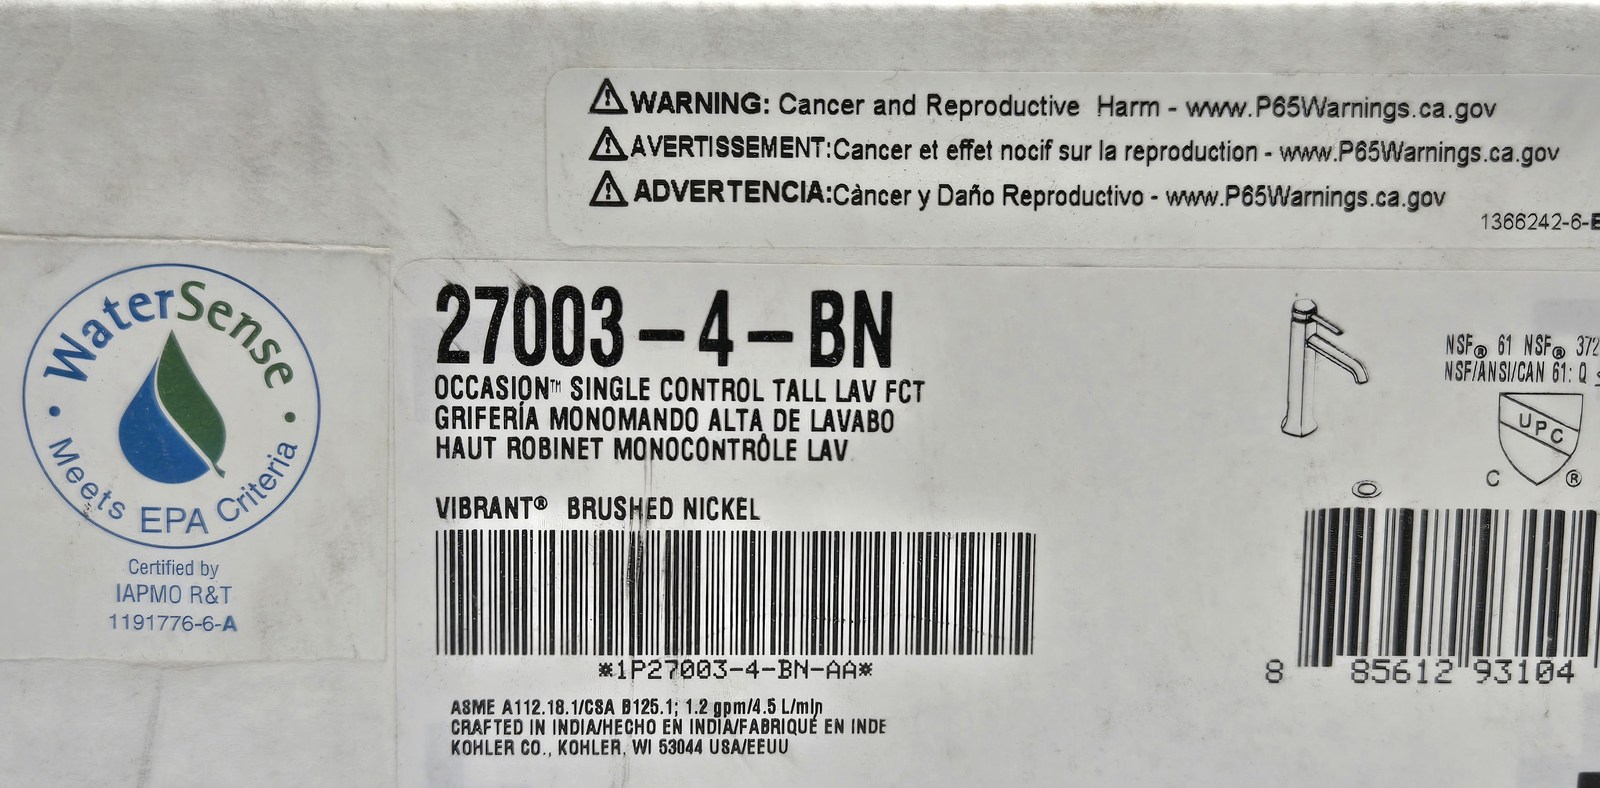 ⚠WARNING: Cancer and Reproductive Harm - www.P65Warnings.ca.gov
⚠AVERTISSEMENT:Cancer et effet nocif sur la reproduction - www.P65Warnings.ca.gov
⚠ADVERTENCIA:Càncer y Daño Reproductivo - www.P65Warnings.ca.gov
1366242-6-
WaterSense
Meets EPA Criteria
Certified by
IAPMO R&T
1191776-6-A
27003-4-BN
OCCASION™ SINGLE CONTROL TALL LAV FCT
GRIFERÍA MONOMANDO ALTA DE LAVABO
HAUT ROBINET MONOCONTRÔLE LAV
VIBRANT® BRUSHED NICKEL
*1P27003-4-BN-AA*
ASME A112.18.1/CSA B125.1; 1.2 gpm/4.5 L/min
CRAFTED IN INDIA/HECHO EN INDIA/FABRIQUÉ EN INDE
KOHLER CO., KOHLER, WI 53044 USA/EEUU
NSF® 61 NSF® 372
NSF/ANSI/CAN 61: Q
UPC
C ®
8 85612 93104